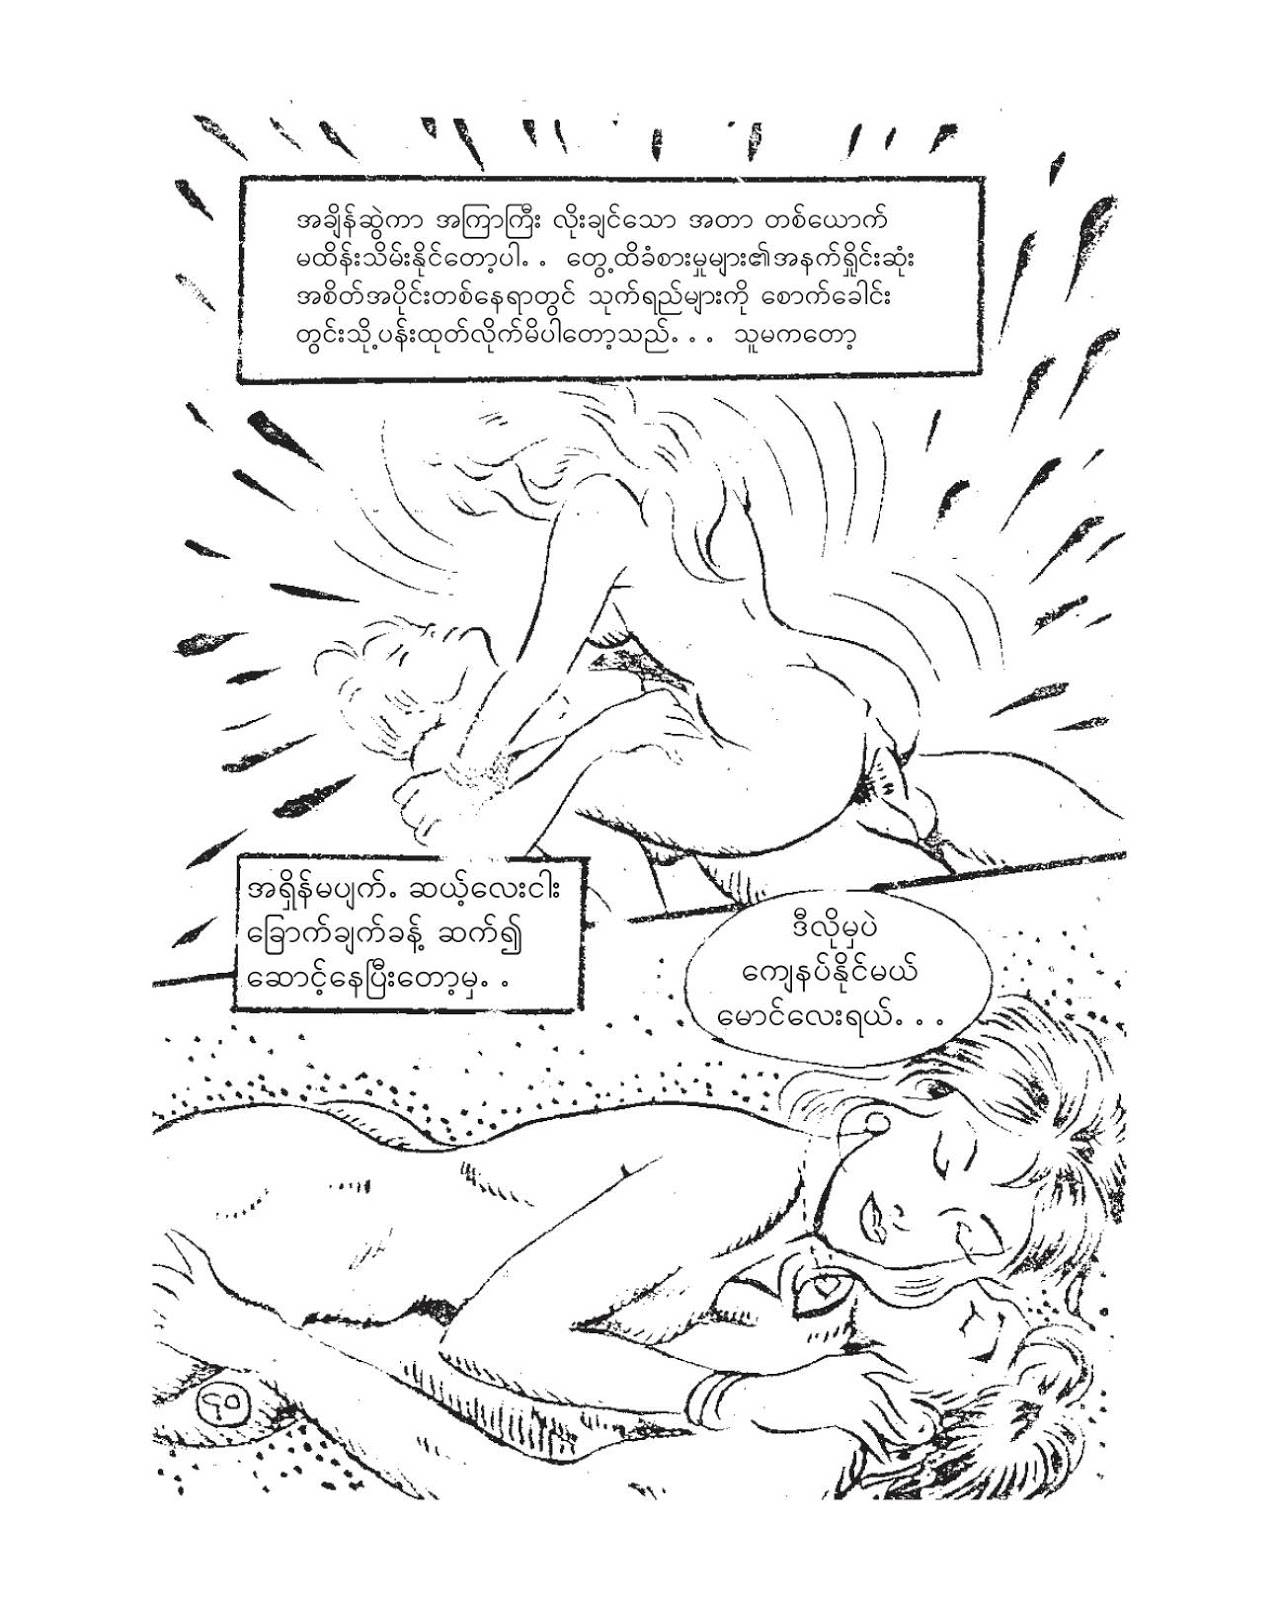 အချိန်ဆွဲကာ အကြာကြီး လိုးချင်သော အတာ တစ်ယောက်
မထိန်းသိမ်းနိုင်တော့ပါ. . တွေ့ထိခံစားမှုများ၏အနက်ရှိုင်းဆုံး
အစိတ်အပိုင်းတစ်နေရာတွင် သုက်ရည်များကို စောက်ခေါင်း
တွင်းသို့ပန်းထုတ်လိုက်မိပါတော့သည်. . . သူမကတော့
အရှိန်မပျက်. ဆယ့်လေးငါး
ခြောက်ချက်ခန့် ဆက်၍
ဆောင့်နေပြီးတော့မှ. .
ဒီလိုမှပဲ
ကျေနပ်နိုင်မယ်
မောင်လေးရယ်. . .
၄၀